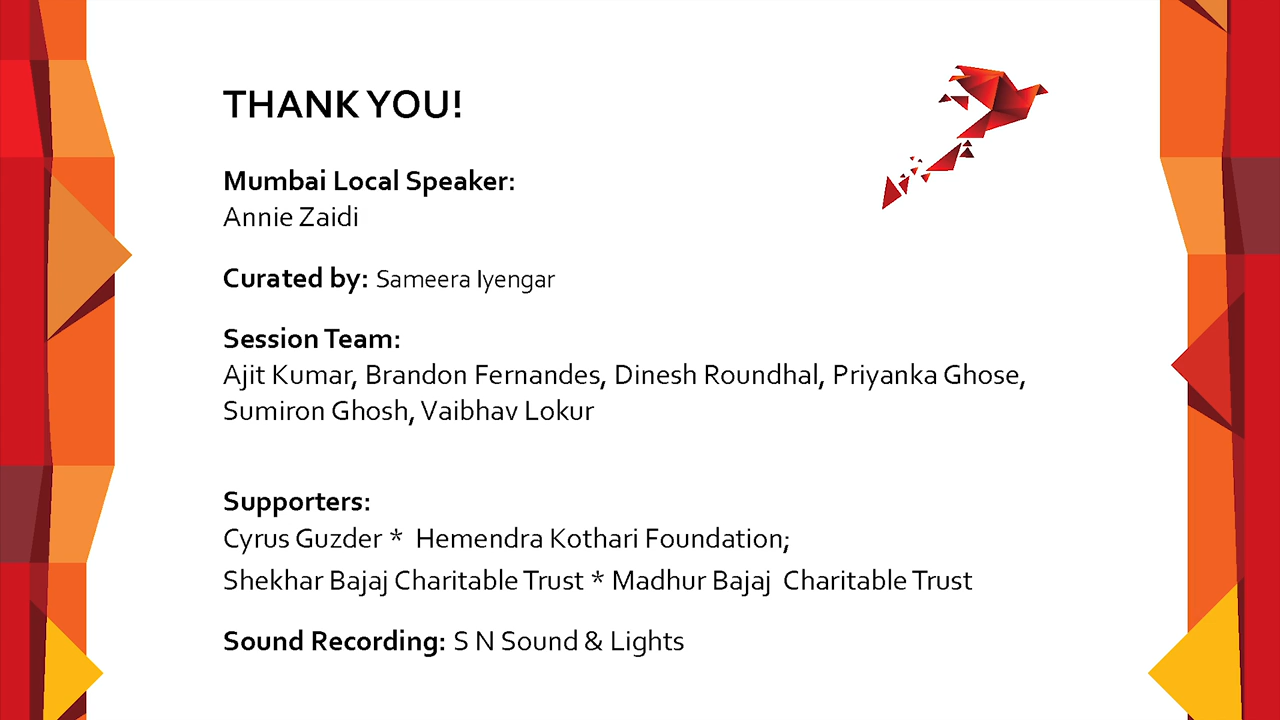 THANK YOU!
Mumbai Local Speaker:
Annie Zaidi
Curated by: Sameera Iyengar
Session Team:
Ajit Kumar, Brandon Fernandes, Dinesh Roundhal, Priyanka Ghose,
Sumiron Ghosh, Vaibhav Lokur
Supporters:
Cyrus Guzder * Hemendra Kothari Foundation;
Shekhar Bajaj Charitable Trust * Madhur Bajaj Charitable Trust
Sound Recording: S N Sound & Lights